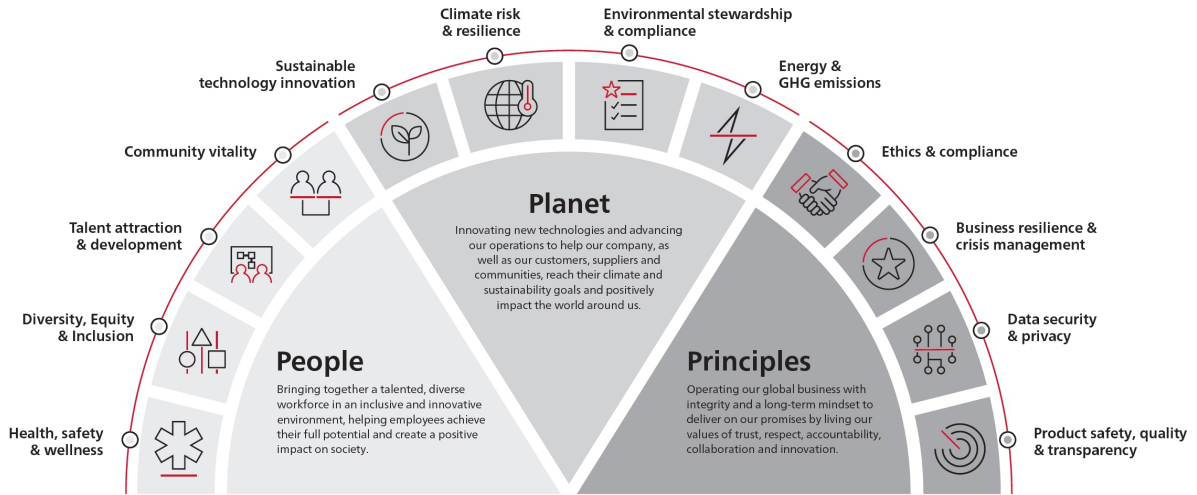 Climate risk
& resilience
Environmental stewardship
& compliance
Sustainable
technology innovation
Energy &
GHG emissions
Community vitality
Ethics & compliance
Talent attraction
& development
Business resilience &
crisis management
Diversity, Equity
& Inclusion
Data security
& privacy
Health, safety
& wellness
Product safety, quality
& transparency
Planet
Innovating new technologies and advancing
our operations to help our company, as
well as our customers, suppliers and
communities, reach their climate and
sustainability goals and positively
impact the world around us.
People
Bringing together a talented, diverse
workforce in an inclusive and innovative
environment, helping employees achieve
their full potential and create a positive
impact on society.
Principles
Operating our global business with
integrity and a long-term mindset to
deliver on our promises by living our
values of trust, respect, accountability,
collaboration and innovation.